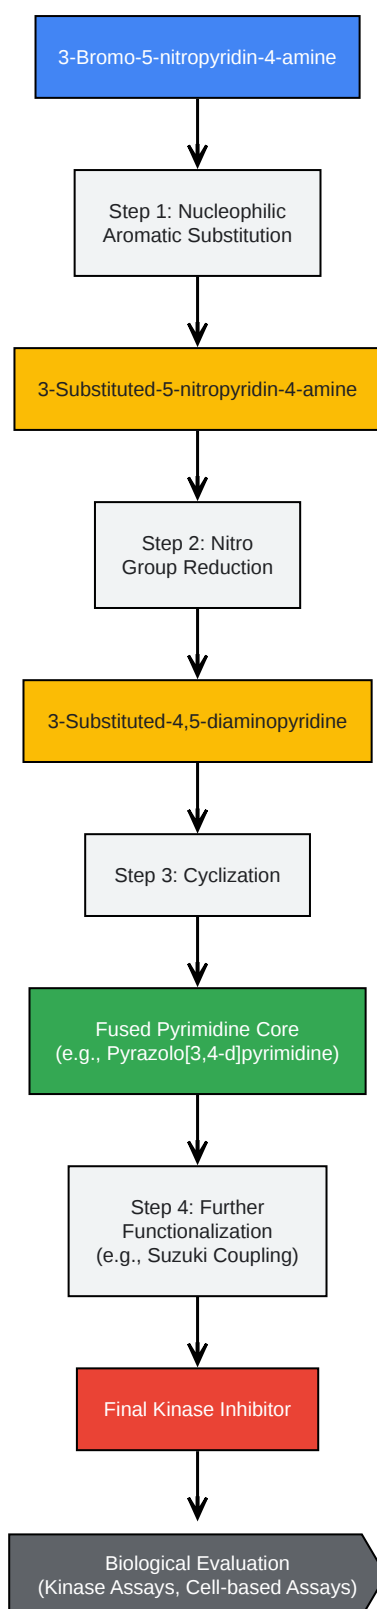 3-Bromo-5-nitropyridin-4-amine
Step 1: Nucleophilic
Aromatic Substitution
3-Substituted-5-nitropyridin-4-amine
Step 2: Nitro
Group Reduction
3-Substituted-4,5-diaminopyridine
Step 3: Cyclization
Fused Pyrimidine Core
(e.g., Pyrazolo[3,4-d]pyrimidine)
Step 4: Further
Functionalization
(e.g., Suzuki Coupling)
Final Kinase Inhibitor
Biological Evaluation
(Kinase Assays, Cell-based Assays)